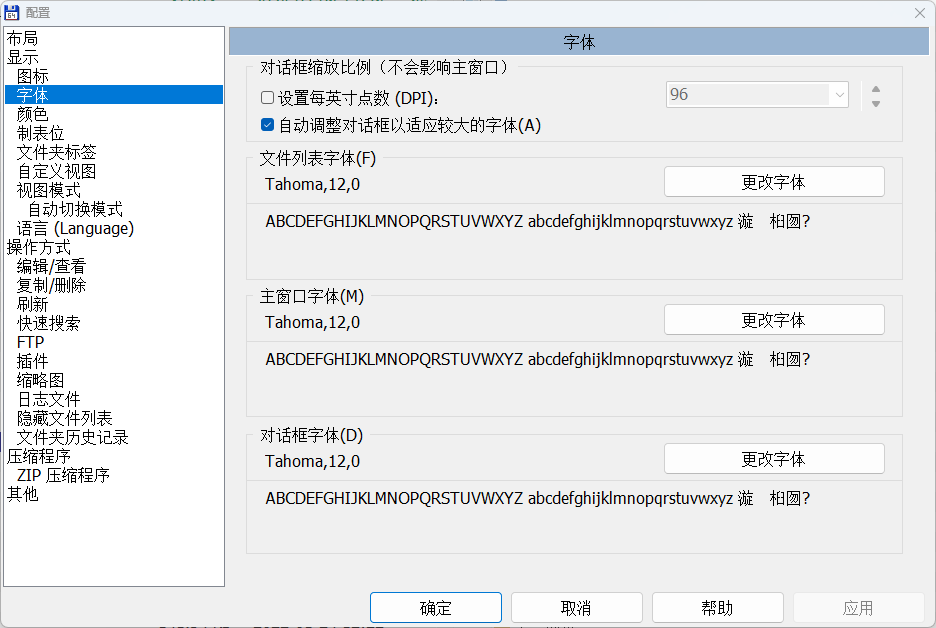 配置
布局
显示
图标
字体
颜色
制表位
文件夹标签
自定义视图
视图模式
自动切换模式
语言 (Language)
操作方式
编辑/查看
复制/删除
刷新
快速搜索
FTP
插件
缩略图
日志文件
隐藏文件列表
文件夹历史记录
压缩程序
ZIP 压缩程序
其他
字体
对话框缩放比例（不会影响主窗口）
设置每英寸点数 (DPI)：
96
自动调整对话框以适应较大的字体(A)
文件列表字体(F)
Tahoma,12,0
更改字体
ABCDEFGHIJKLMNOPQRSTUVWXYZ abcdefghijklmnopqrstuvwxyz
主窗口字体(M)
Tahoma,12,0
更改字体
ABCDEFGHIJKLMNOPQRSTUVWXYZ abcdefghijklmnopqrstuvwxyz
对话框字体(D)
Tahoma,12,0
更改字体
ABCDEFGHIJKLMNOPQRSTUVWXYZ abcdefghijklmnopqrstuvwxyz
确定
取消
帮助
应用